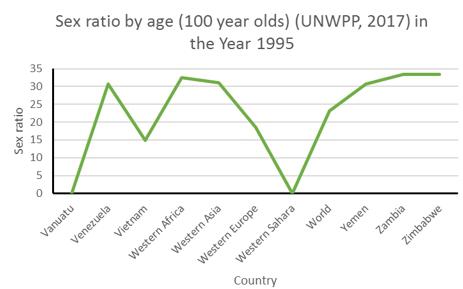 Sex ratio by age (100 year olds) (UNWPP, 2017) in
the Year 1995
35
30
25
20
15
10
5
0
Sex ratio
Vanuatu
Venezuela
Vietnam
Western Africa
Western Asia
Western Europe
Western Sahara
World
Yemen
Zambia
Zimbabwe
Country